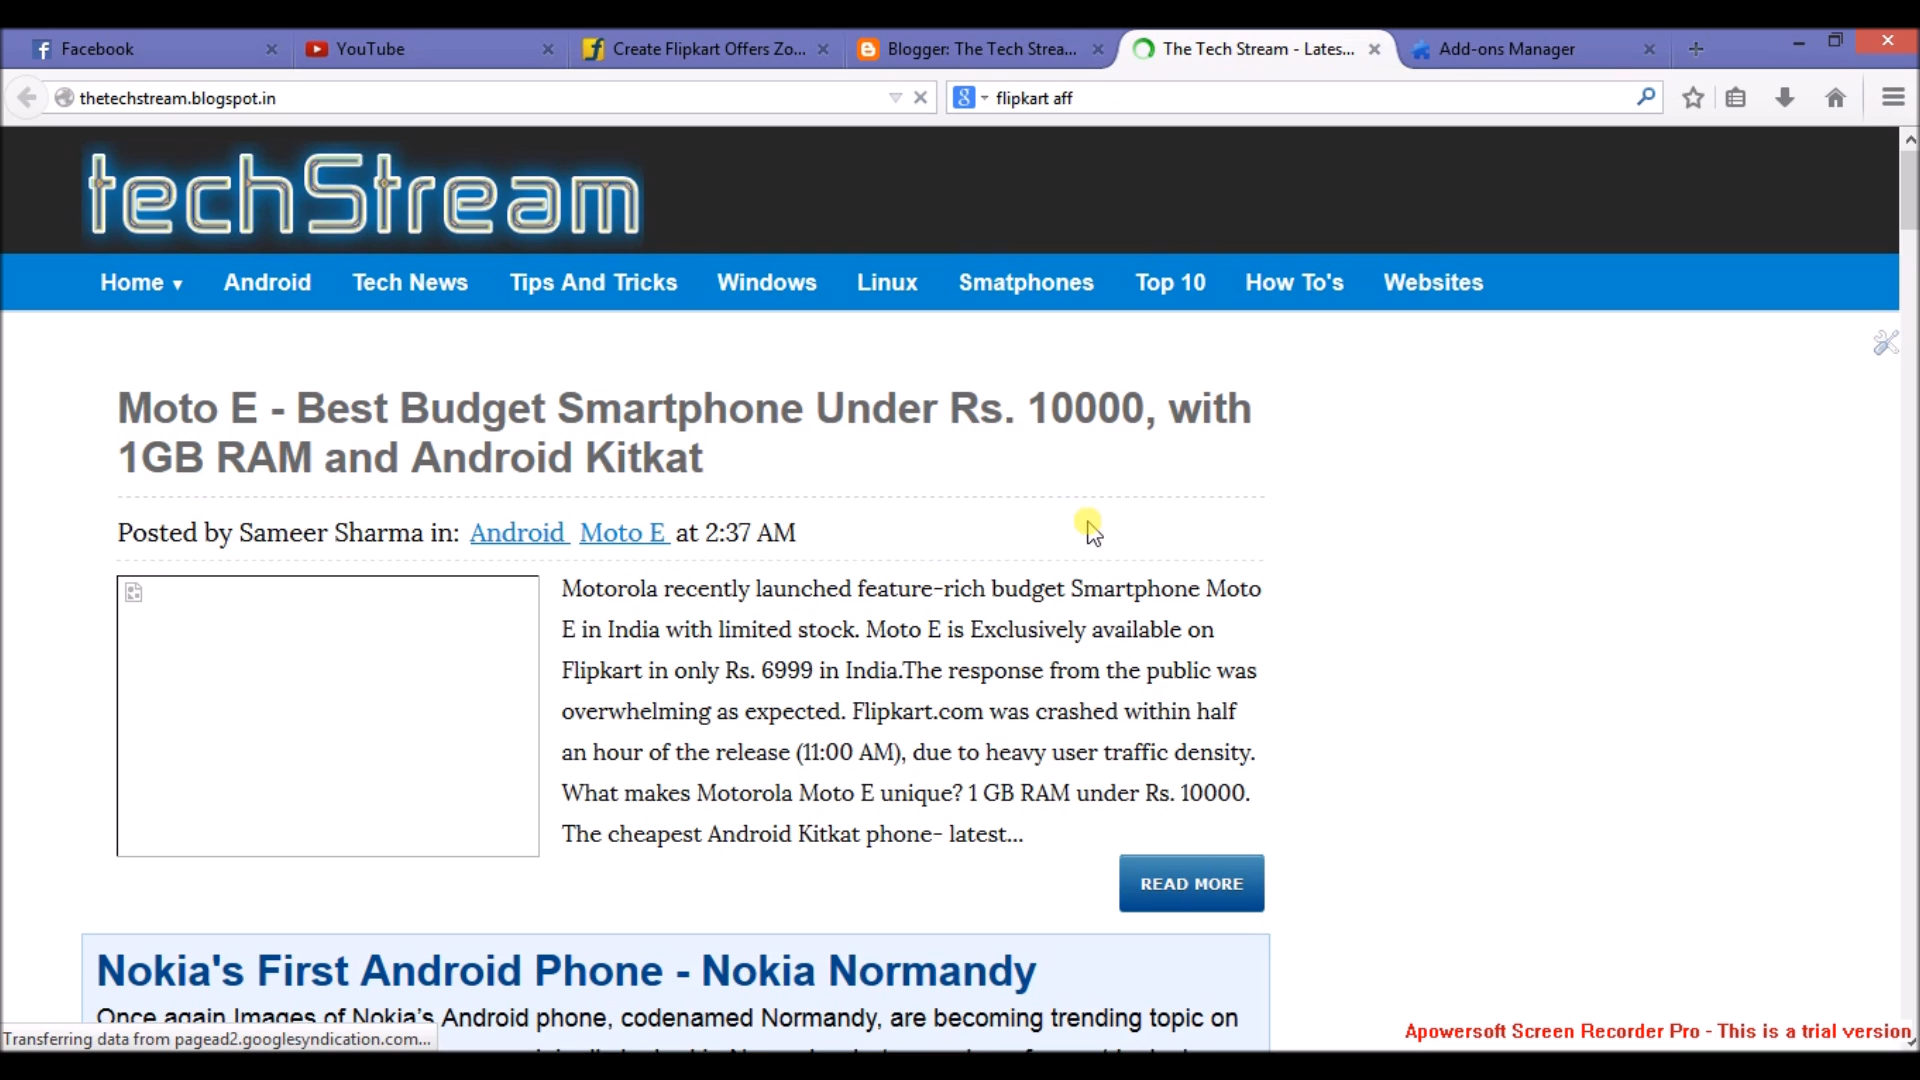 Facebook
YouTube
Create Flipkart Offers Zo...
Blogger: The Tech Strea...
The Tech Stream - Lates...
Add-ons Manager
thetechstream.blogspot.in
flipkart aff
techStream
Home ▾
Android
Tech News
Tips And Tricks
Windows
Linux
Smatphones
Top 10
How To's
Websites
Moto E - Best Budget Smartphone Under Rs. 10000, with
1GB RAM and Android Kitkat
Posted by Sameer Sharma in: Android Moto E at 2:37 AM
Motorola recently launched feature-rich budget Smartphone Moto
E in India with limited stock. Moto E is Exclusively available on
Flipkart in only Rs. 6999 in India.The response from the public was
overwhelming as expected. Flipkart.com was crashed within half
an hour of the release (11:00 AM), due to heavy user traffic density.
What makes Motorola Moto E unique? 1 GB RAM under Rs. 10000.
The cheapest Android Kitkat phone- latest...
READ MORE
Nokia's First Android Phone - Nokia Normandy
Once again Images of Nokia's Android phone, codenamed Normandy, are becoming trending topic on
Transferring data from pagead2.googlesyndication.com...
Apowersoft Screen Recorder Pro - This is a trial version